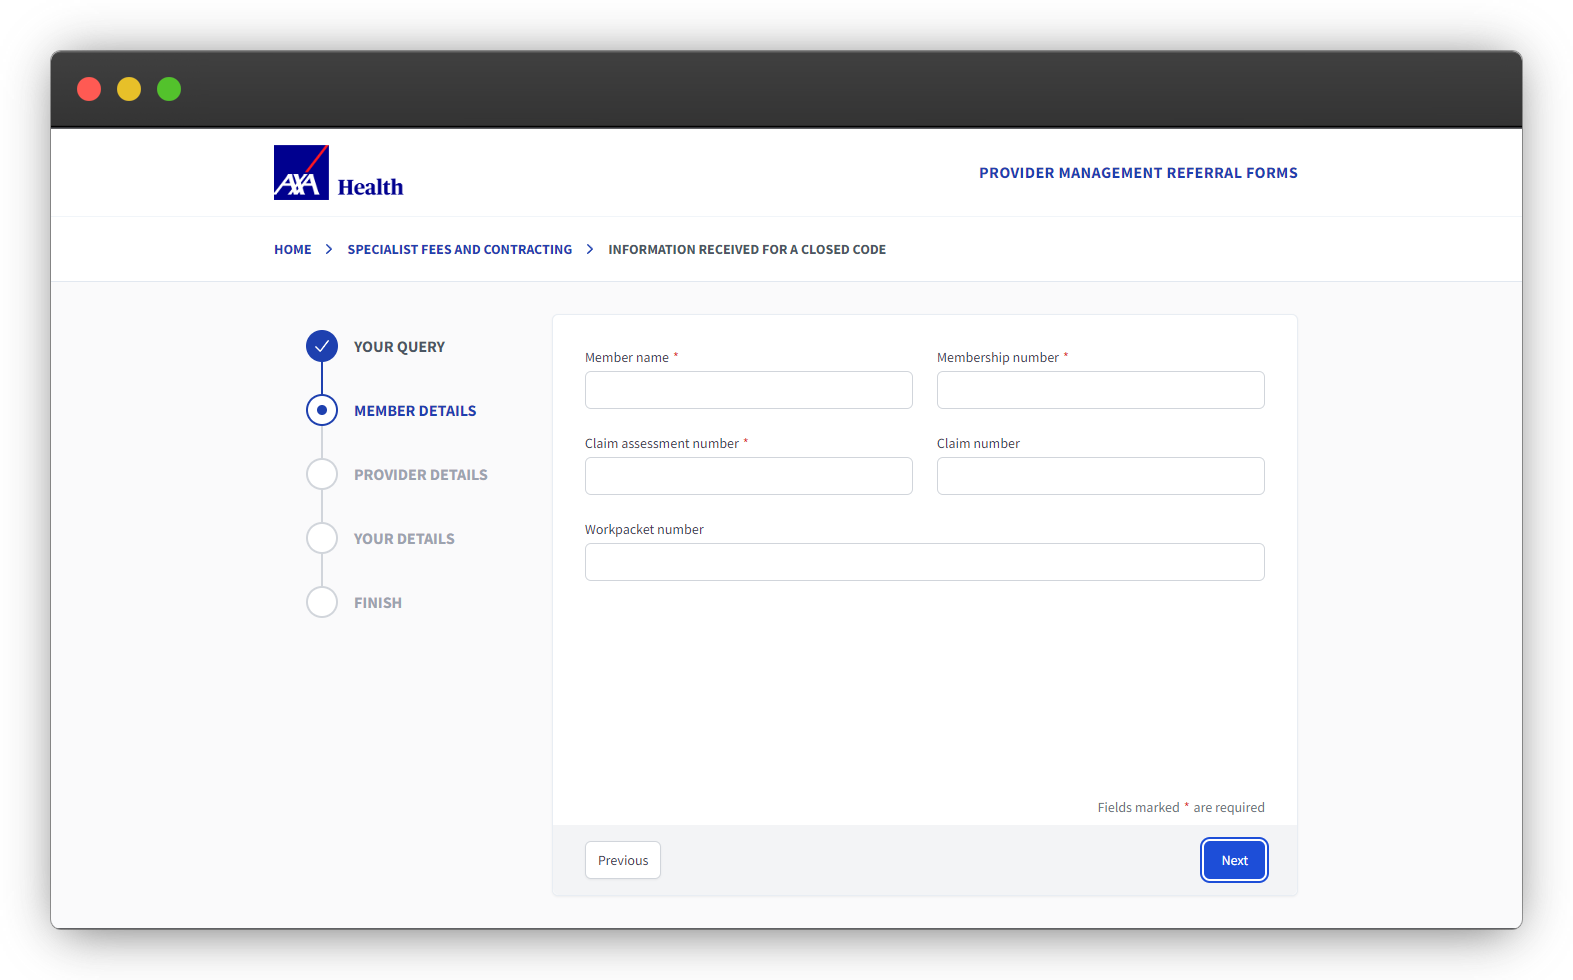 AXA Health
PROVIDER MANAGEMENT REFERRAL FORMS
HOME > SPECIALIST FEES AND CONTRACTING > INFORMATION RECEIVED FOR A CLOSED CODE
YOUR QUERY
MEMBER DETAILS
PROVIDER DETAILS
YOUR DETAILS
FINISH
Member name *
Membership number *
Claim assessment number *
Claim number
Workpacket number
Fields marked * are required
Previous
Next